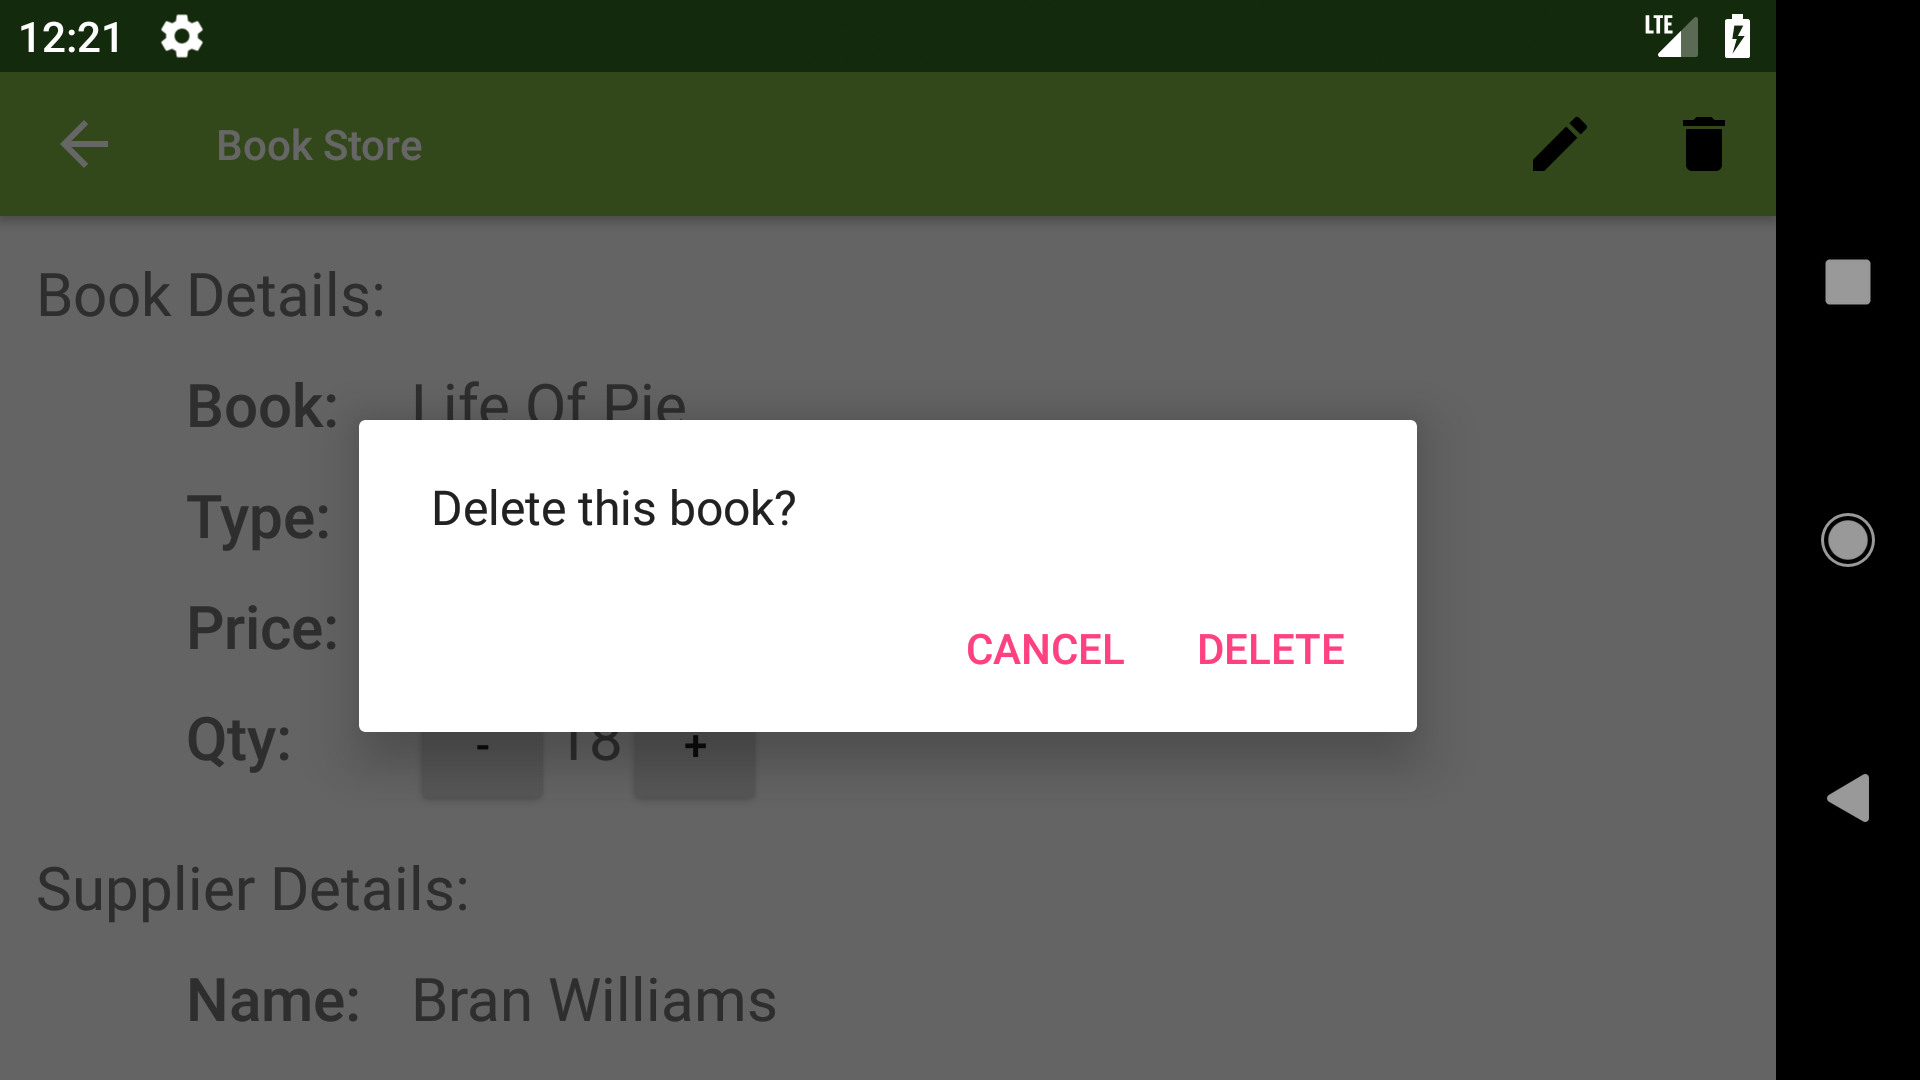 12:21
LTE
Book Store
Book Details:
Book: Life Of Pie
Type:
Delete this book?
Price:
CANCEL DELETE
Qty: - 18 +
Supplier Details:
Name: Bran Williams